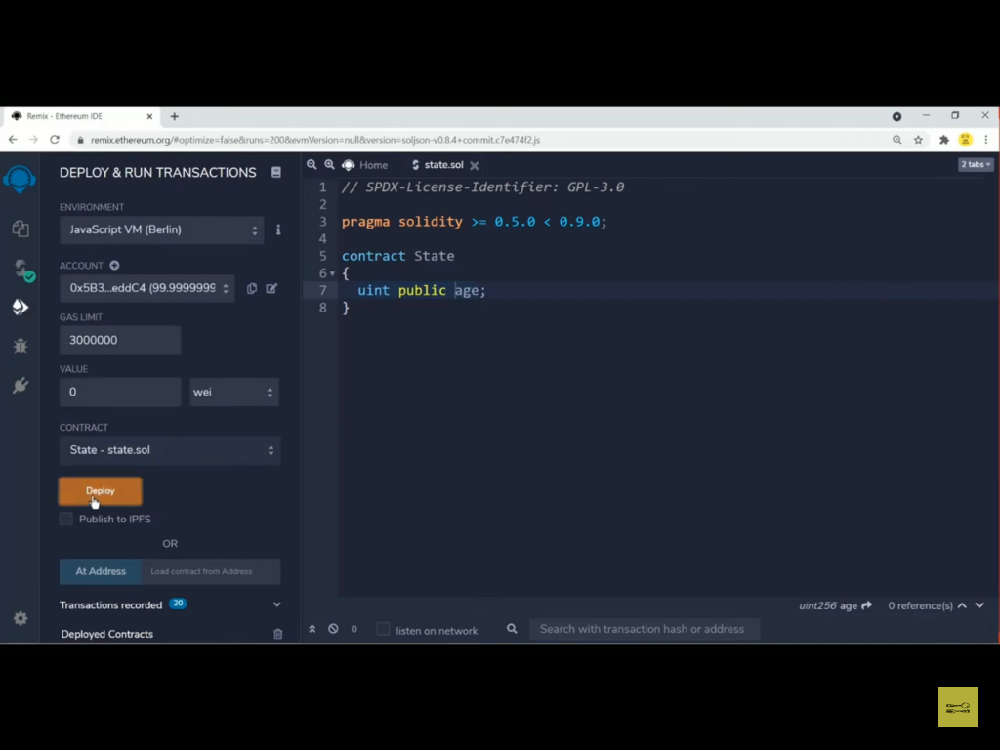 Remix - Ethereum IDE
remix.ethereum.org/#optimize=false&runs=200&evmVersion=null&version=soljson-v0.8.4+commit.c7e474f2.js
DEPLOY & RUN TRANSACTIONS
ENVIRONMENT
JavaScript VM (Berlin)
i
ACCOUNT
0x5B3...eddC4 (99.9999999
GAS LIMIT
3000000
VALUE
0
wei
CONTRACT
State - state.sol
Deploy
Publish to IPFS
OR
At Address
Load contract from Address
Transactions recorded 20
Deployed Contracts
Home
state.sol
2 tabs
1 // SPDX-License-Identifier: GPL-3.0
2
3 pragma solidity >= 0.5.0 < 0.9.0;
4
5 contract State
6 {
7 uint public age;
8 }
uint256 age
0 reference(s)
0
listen on network
Search with transaction hash or address